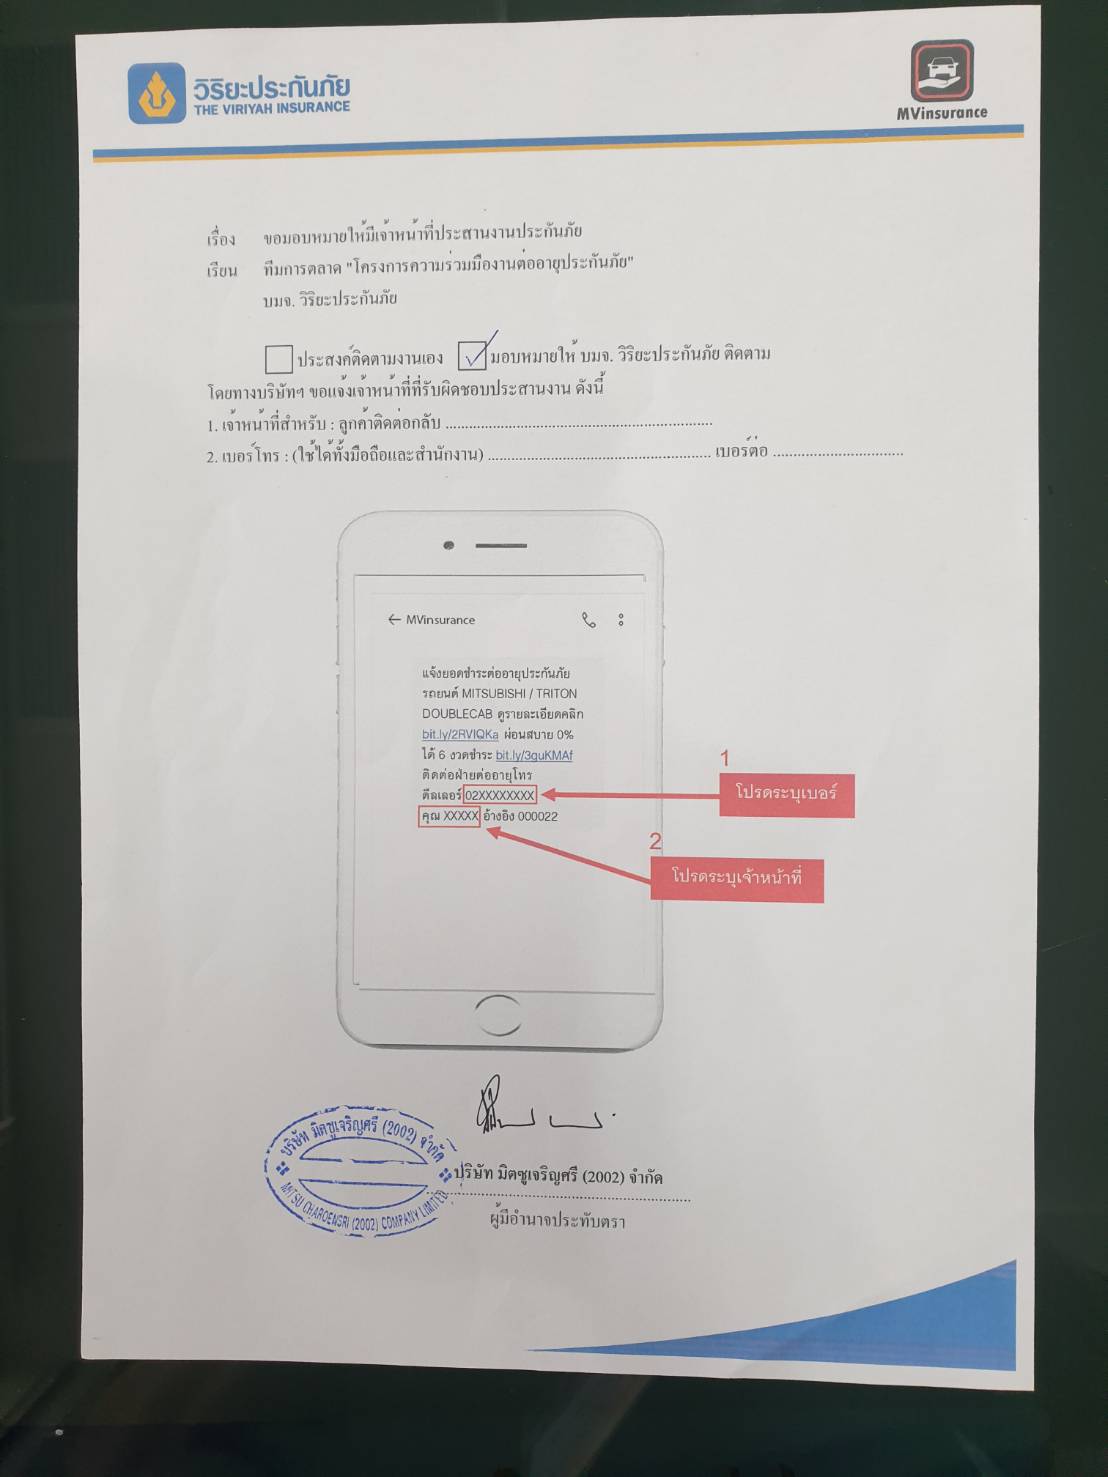 วิริยะประกันภัย
THE VIRIYAH INSURANCE
MVinsurance
เรื่อง ขอมอบหมายให้มีเจ้าหน้าที่ประสานงานประกันภัย
เรียน ทีมการตลาด "โครงการความร่วมมืองานต่ออายุประกันภัย"
บมจ. วิริยะประกันภัย
ประสงค์ติดตามงานเอง มอบหมายให้ บมจ. วิริยะประกันภัย ติดตาม
โดยทางบริษัทฯ ขอแจ้งเจ้าหน้าที่ที่รับผิดชอบประสานงาน ดังนี้
1. เจ้าหน้าที่สำหรับ : ลูกค้าติดต่อกลับ
2. เบอร์โทร : (ใช้ได้ทั้งมือถือและสำนักงาน) เบอร์ต่อ
← MVinsurance
แจ้งยอดชำระต่ออายุประกันภัย
รถยนต์ MITSUBISHI / TRITON
DOUBLECAB ดูรายละเอียดคลิก
bit.ly/2RVIQKa ผ่อนสบาย 0%
ได้ 6 งวดชำระ bit.ly/3guKMAf
ติดต่อฝ่ายต่ออายุโทร
ดีลเลอร์ 02XXXXXXXX
คุณ XXXXX อ้างอิง 000022
1
โปรดระบุเบอร์
2
โปรดระบุเจ้าหน้าที่
บริษัท มิตซูเจริญศรี (2002) จำกัด
MITSU CHAROENSRI (2002) COMPANY LIMITED
บริษัท มิตซูเจริญศรี (2002) จำกัด
ผู้มีอำนาจประทับตรา